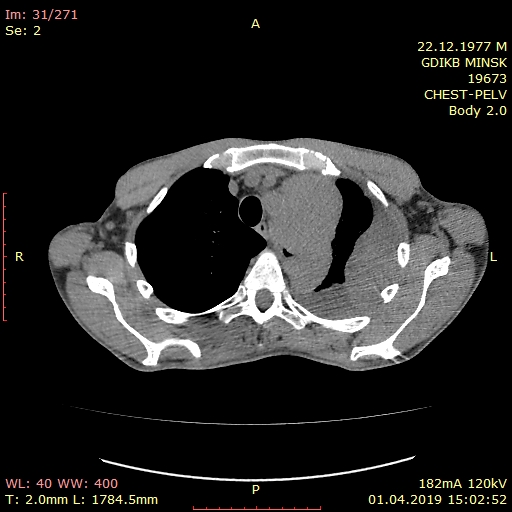 Im: 31/271
Se: 2
A
22.12.1977 M
GDIKB MINSK
19673
CHEST-PELV
Body 2.0
R
L
WL: 40 WW: 400
T: 2.0mm L: 1784.5mm
P
182mA 120kV
01.04.2019 15:02:52